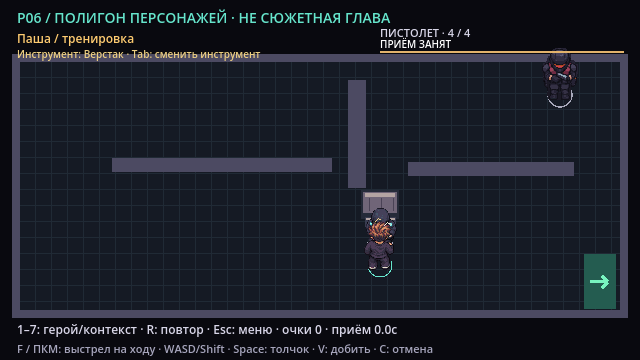 P06 / ПОЛИГОН ПЕРСОНАЖЕЙ · НЕ СЮЖЕТНАЯ ГЛАВА
Паша / тренировка
ПИСТОЛЕТ · 4 / 4
ПРИЁМ ЗАНЯТ
Инструмент: Верстак · Tab: сменить инструмент
1–7: герой/контекст · R: повтор · Esc: меню · очки 0 · приём 0.0с
F / ПКМ: выстрел на ходу · WASD/Shift · Space: толчок · V: добить · C: отмена